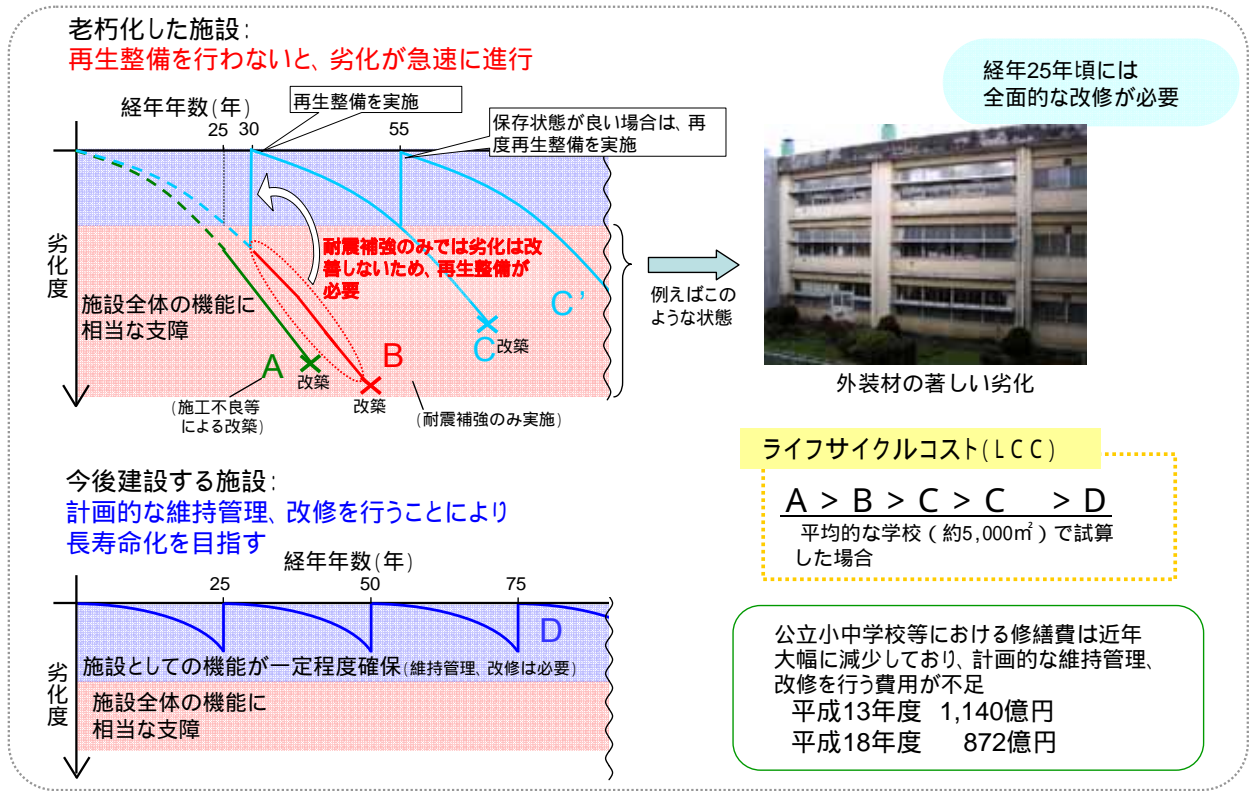 老朽化した施設:
再生整備を行わないと、劣化が急速に進行
経年25年頃には
全面的な改修が必要
経年年数(年)
再生整備を実施
25 30
55
保存状態が良い場合は、再
度再生整備を実施
劣化度
耐震補強のみでは劣化は改
善しないため、再生整備が
必要
施設全体の機能に
相当な支障
例えばこの
ような状態
A
改築
B
改築
C
改築
C'
(施工不良等
による改築)
(耐震補強のみ実施)
外装材の著しい劣化
ライフサイクルコスト(LCC)
A > B > C > C > D
平均的な学校(約5,000㎡)で試算
した場合
今後建設する施設:
計画的な維持管理、改修を行うことにより
長寿命化を目指す
経年年数(年)
25
50
75
D
劣化度
施設としての機能が一定程度確保(維持管理、改修は必要)
施設全体の機能に
相当な支障
公立小中学校等における修繕費は近年
大幅に減少しており、計画的な維持管理、
改修を行う費用が不足
平成13年度 1,140億円
平成18年度 872億円